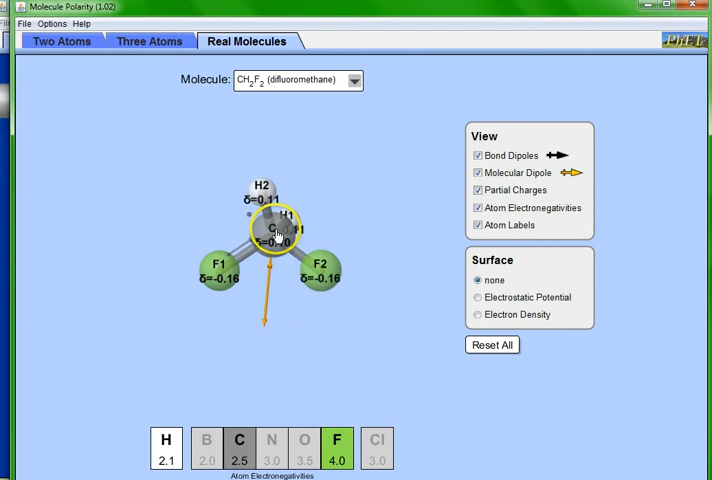 Molecule Polarity (1.02)
File Options Help
Two Atoms Three Atoms Real Molecules PhET
Molecule: CH2F2 (difluoromethane)
View
Bond Dipoles
Molecular Dipole
Partial Charges
Atom Electronegativities
Atom Labels
H2
δ=0.11
H1
C
F1
δ=-0.16
F2
δ=-0.16
Surface
none
Electrostatic Potential
Electron Density
Reset All
H B C N O F Cl
2.1 2.0 2.5 3.0 3.5 4.0 3.0
Atom Electronegativities